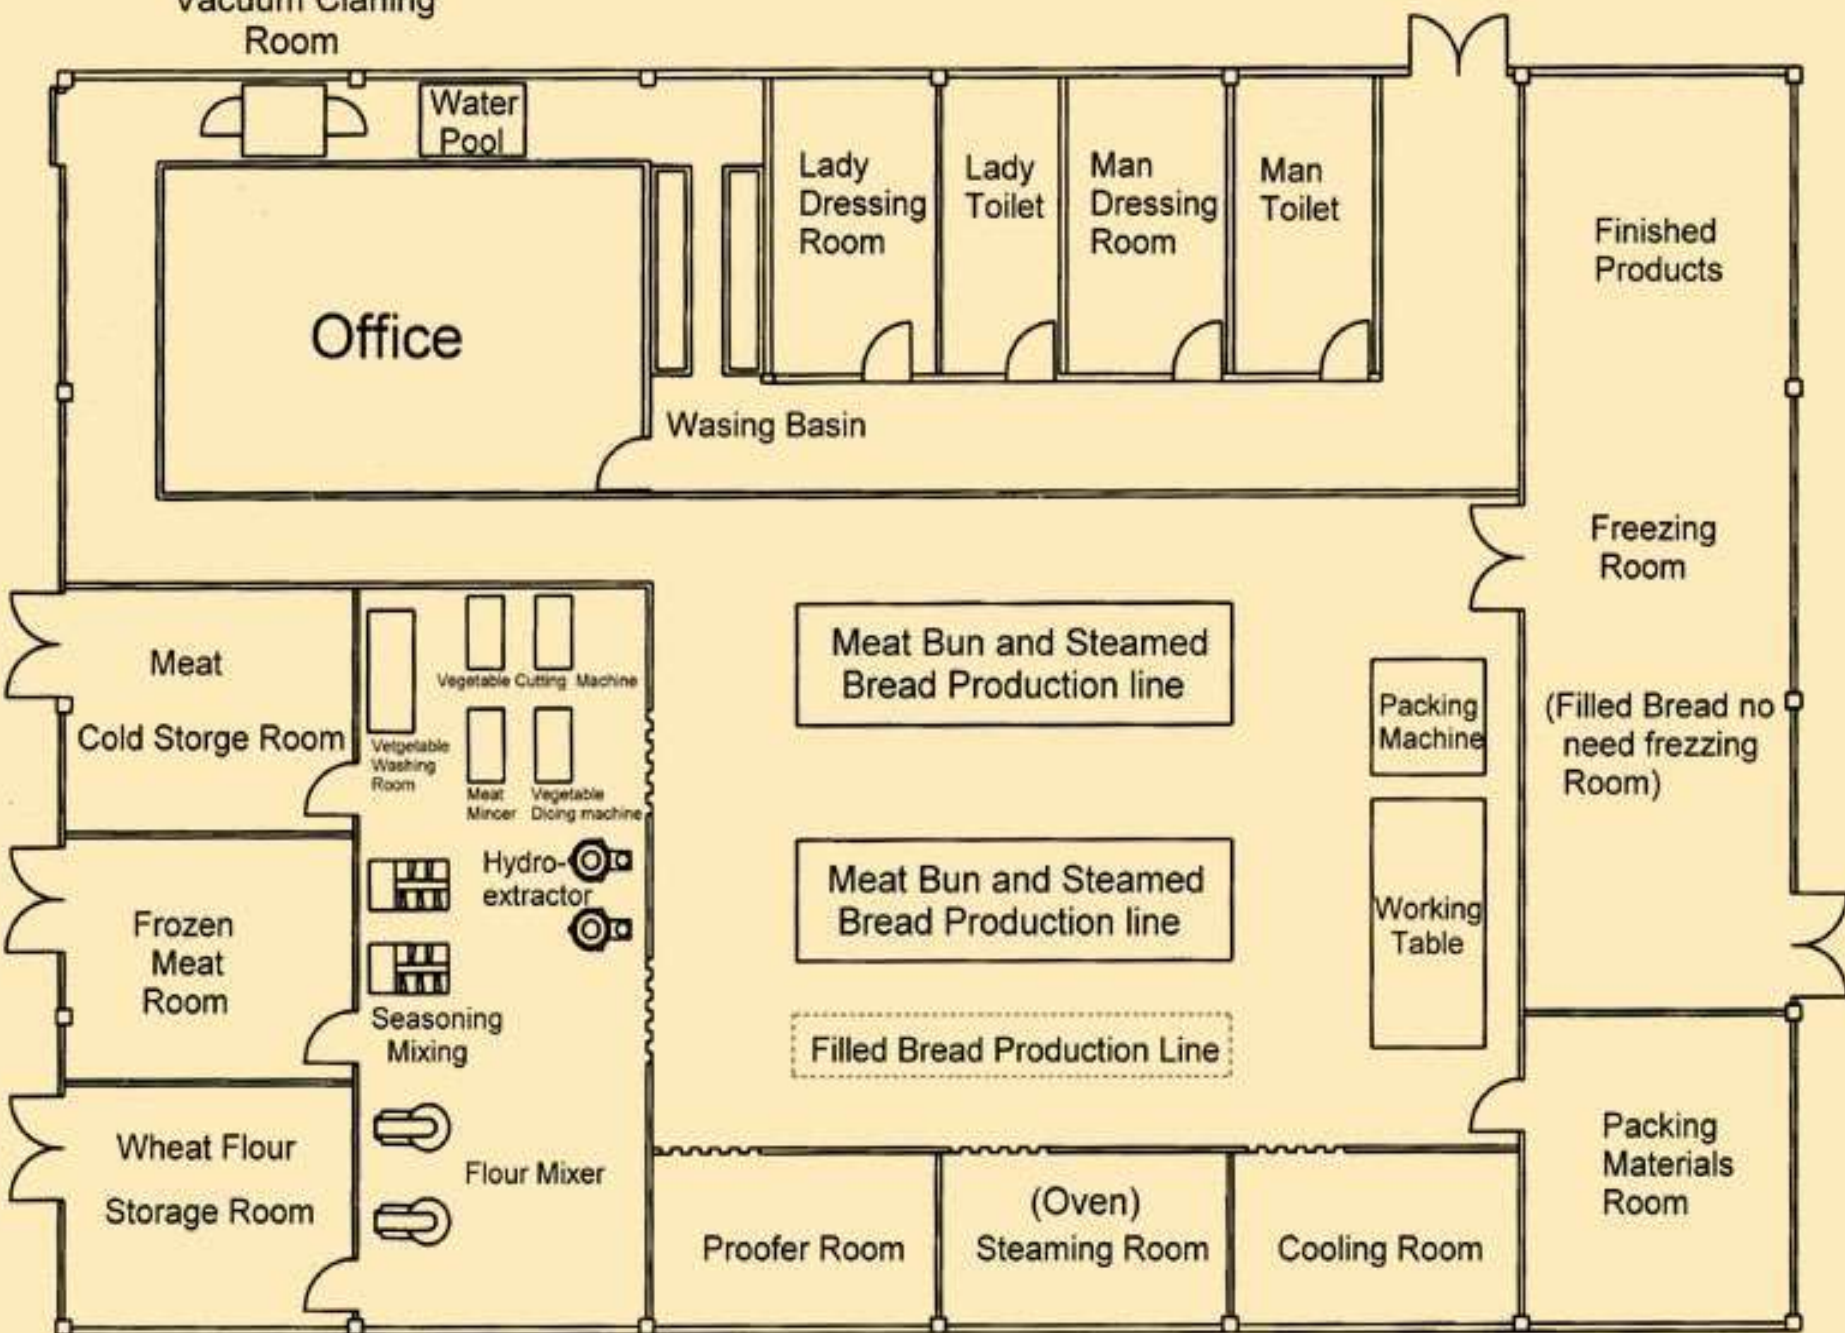 Vacuum Claning
Room
Water
Pool
Lady
Dressing
Room
Lady
Toilet
Man
Dressing
Room
Man
Toilet
Finished
Products
Office
Wasing Basin
Freezing
Room
(Filled Bread no
need frezzing
Room)
Meat
Cold Storge Room
Vegetable Cutting Machine
Vetgetable
Washing
Room
Meat
Mincer
Vegetable
Dicing machine
Meat Bun and Steamed
Bread Production line
Packing
Machine
Hydro-
extractor
Meat Bun and Steamed
Bread Production line
Working
Table
Frozen
Meat
Room
Seasoning
Mixing
Filled Bread Production Line
Wheat Flour
Storage Room
Flour Mixer
Proofer Room
(Oven)
Steaming Room
Cooling Room
Packing
Materials
Room